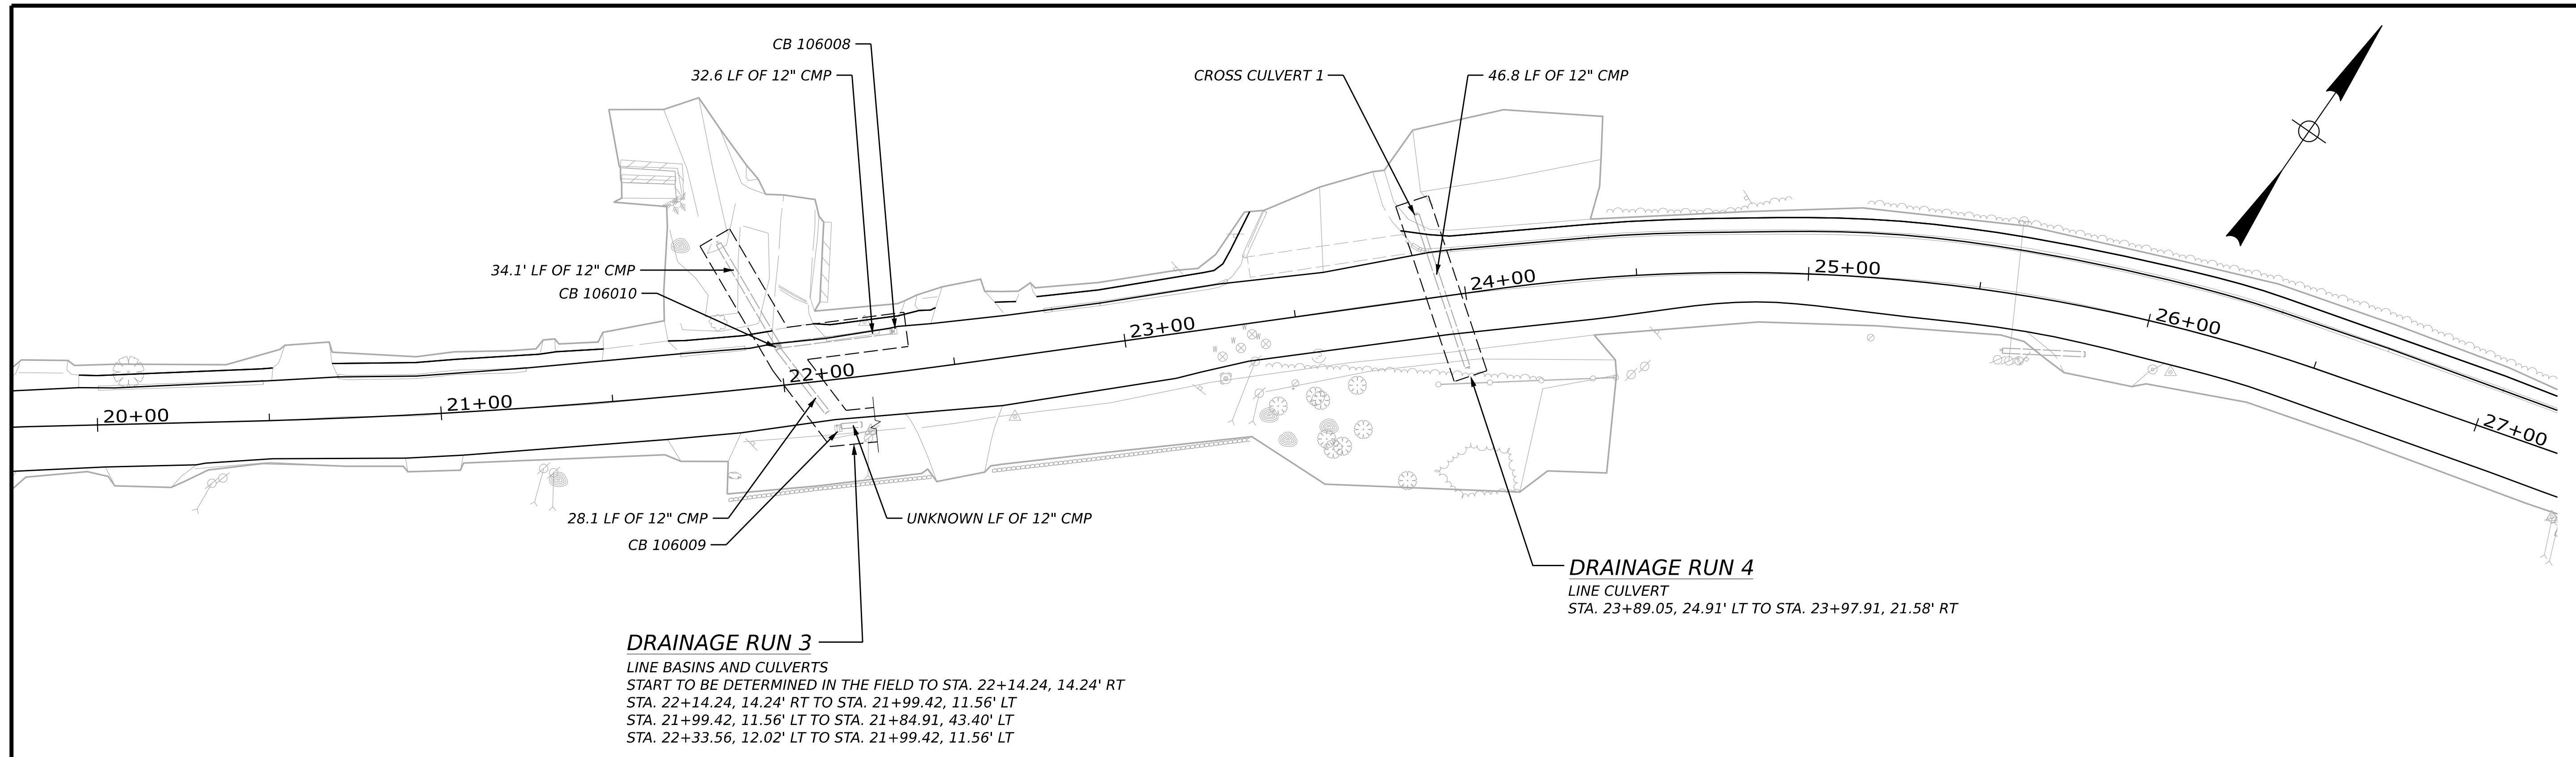 CB 106008
32.6 LF OF 12" CMP
CROSS CULVERT 1
46.8 LF OF 12" CMP
34.1' LF OF 12" CMP
CB 106010
20+00
21+00
22+00
23+00
24+00
25+00
26+00
27+00
W
W
W
W
W
28.1 LF OF 12" CMP
CB 106009
UNKNOWN LF OF 12" CMP
DRAINAGE RUN 4
LINE CULVERT
STA. 23+89.05, 24.91' LT TO STA. 23+97.91, 21.58' RT
DRAINAGE RUN 3
LINE BASINS AND CULVERTS
START TO BE DETERMINED IN THE FIELD TO STA. 22+14.24, 14.24' RT
STA. 22+14.24, 14.24' RT TO STA. 21+99.42, 11.56' LT
STA. 21+99.42, 11.56' LT TO STA. 21+84.91, 43.40' LT
STA. 22+33.56, 12.02' LT TO STA. 21+99.42, 11.56' LT